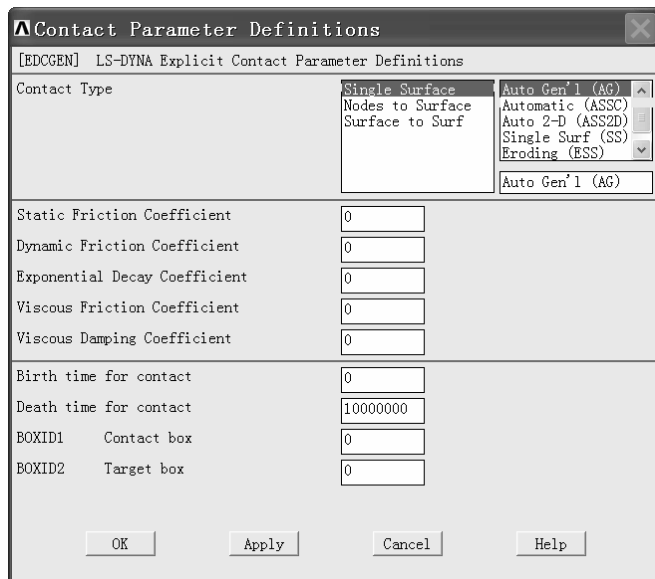 Contact Parameter Definitions
[EDCGEN] LS-DYNA Explicit Contact Parameter Definitions
Contact Type
Single Surface
Nodes to Surface
Surface to Surf
Auto Gen'l (AG)
Automatic (ASSC)
Auto 2-D (ASS2D)
Single Surf (SS)
Eroding (ESS)
Auto Gen'l (AG)
Static Friction Coefficient 0
Dynamic Friction Coefficient 0
Exponential Decay Coefficient 0
Viscous Friction Coefficient 0
Viscous Damping Coefficient 0
Birth time for contact 0
Death time for contact 10000000
BOXID1 Contact box 0
BOXID2 Target box 0
OK Apply Cancel Help